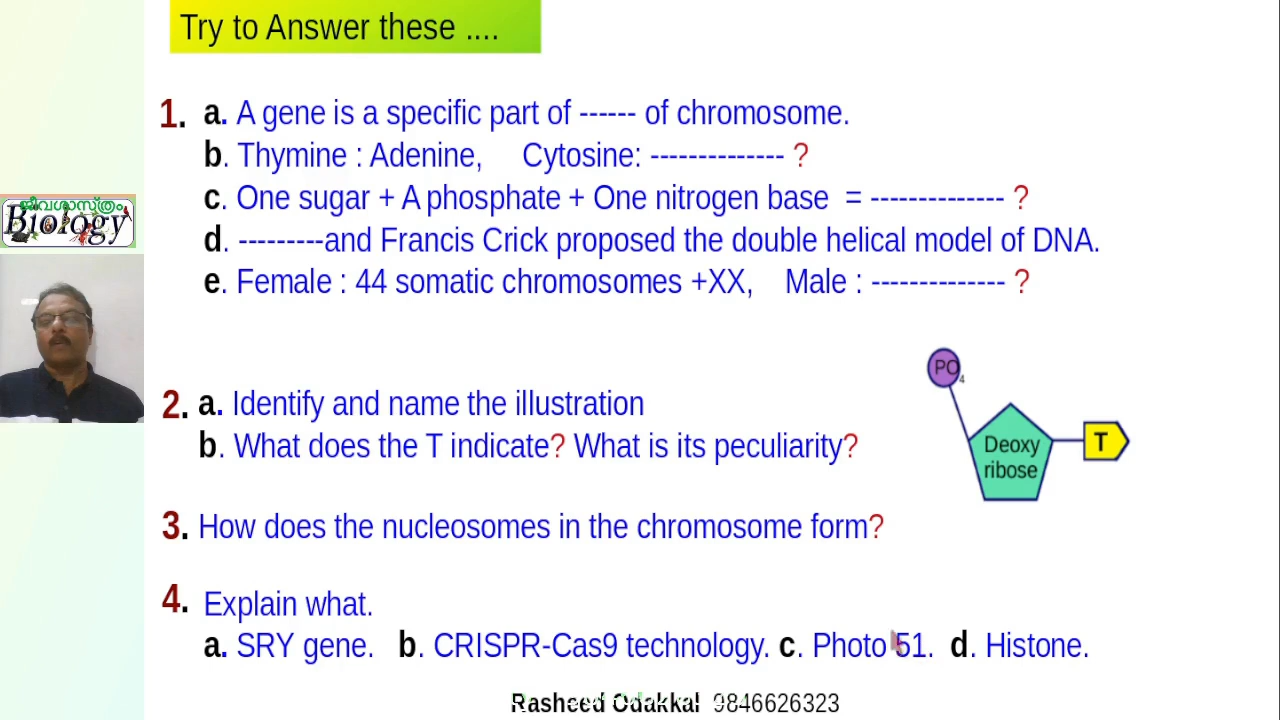 Try to Answer these ....
1. a. A gene is a specific part of ------ of chromosome.
b. Thymine : Adenine, Cytosine: -------------- ?
c. One sugar + A phosphate + One nitrogen base = -------------- ?
d. ---------and Francis Crick proposed the double helical model of DNA.
e. Female : 44 somatic chromosomes +XX, Male : -------------- ?
ജീവശാസ്ത്രം
Biology
2. a. Identify and name the illustration
b. What does the T indicate? What is its peculiarity?
PO4
Deoxy
ribose
T
3. How does the nucleosomes in the chromosome form?
4. Explain what.
a. SRY gene. b. CRISPR-Cas9 technology. c. Photo 51. d. Histone.
Rasheed Odakkal 9846626323